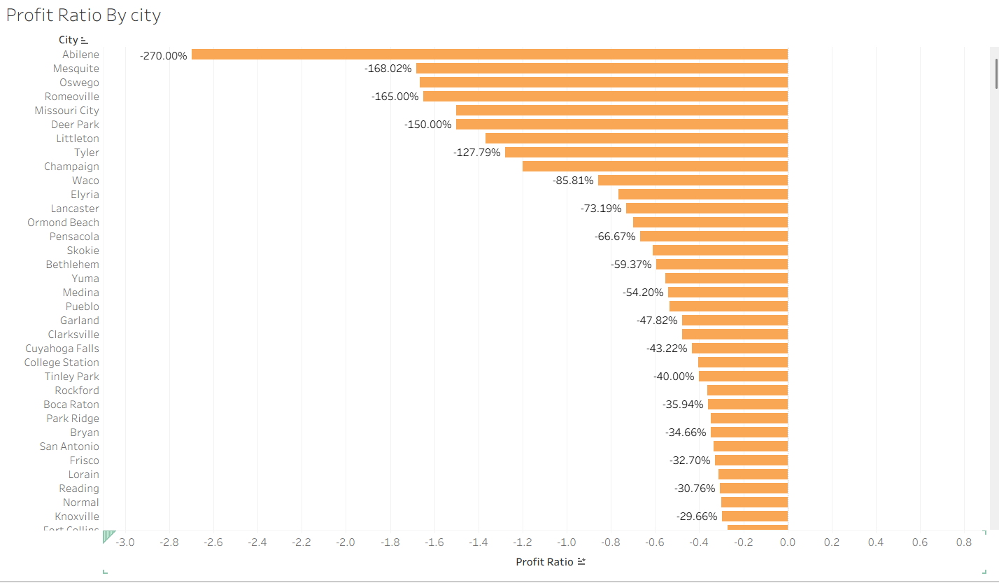 Profit Ratio By city
City
Abilene -270.00%
Mesquite -168.02%
Oswego
Romeoville -165.00%
Missouri City
Deer Park -150.00%
Littleton
Tyler -127.79%
Champaign
Waco -85.81%
Elyria
Lancaster -73.19%
Ormond Beach
Pensacola -66.67%
Skokie
Bethlehem -59.37%
Yuma
Medina -54.20%
Pueblo
Garland -47.82%
Clarksville
Cuyahoga Falls -43.22%
College Station
Tinley Park -40.00%
Rockford
Boca Raton -35.94%
Park Ridge
Bryan -34.66%
San Antonio
Frisco -32.70%
Lorain
Reading -30.76%
Normal
Knoxville -29.66%
Fort Collins
-3.0 -2.8 -2.6 -2.4 -2.2 -2.0 -1.8 -1.6 -1.4 -1.2 -1.0 -0.8 -0.6 -0.4 -0.2 0.0 0.2 0.4 0.6 0.8
Profit Ratio